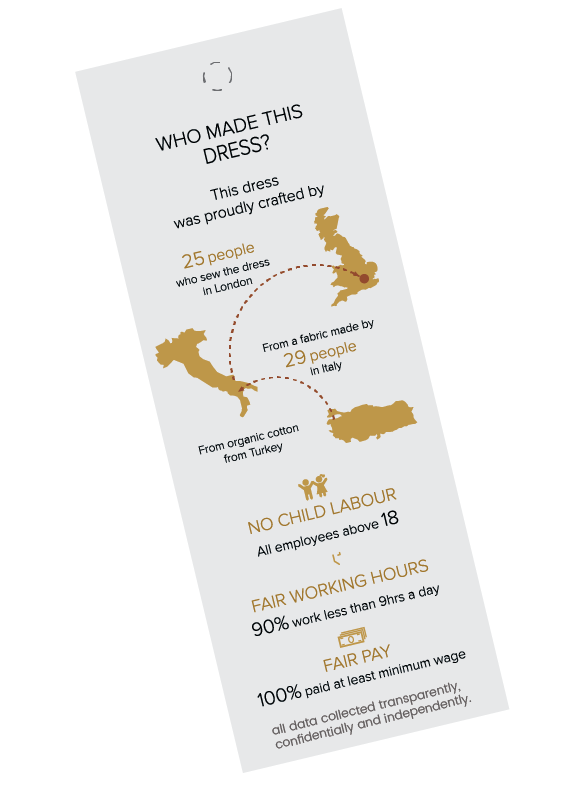 WHO MADE THIS
DRESS?
This dress
was proudly crafted by
25 people
who sew the dress
in London
From a fabric made by
29 people
in Italy
From organic cotton
from Turkey
NO CHILD LABOUR
All employees above 18
FAIR WORKING HOURS
90% work less than 9hrs a day
FAIR PAY
100% paid at least minimum wage
all data collected transparently,
confidentially and independently.